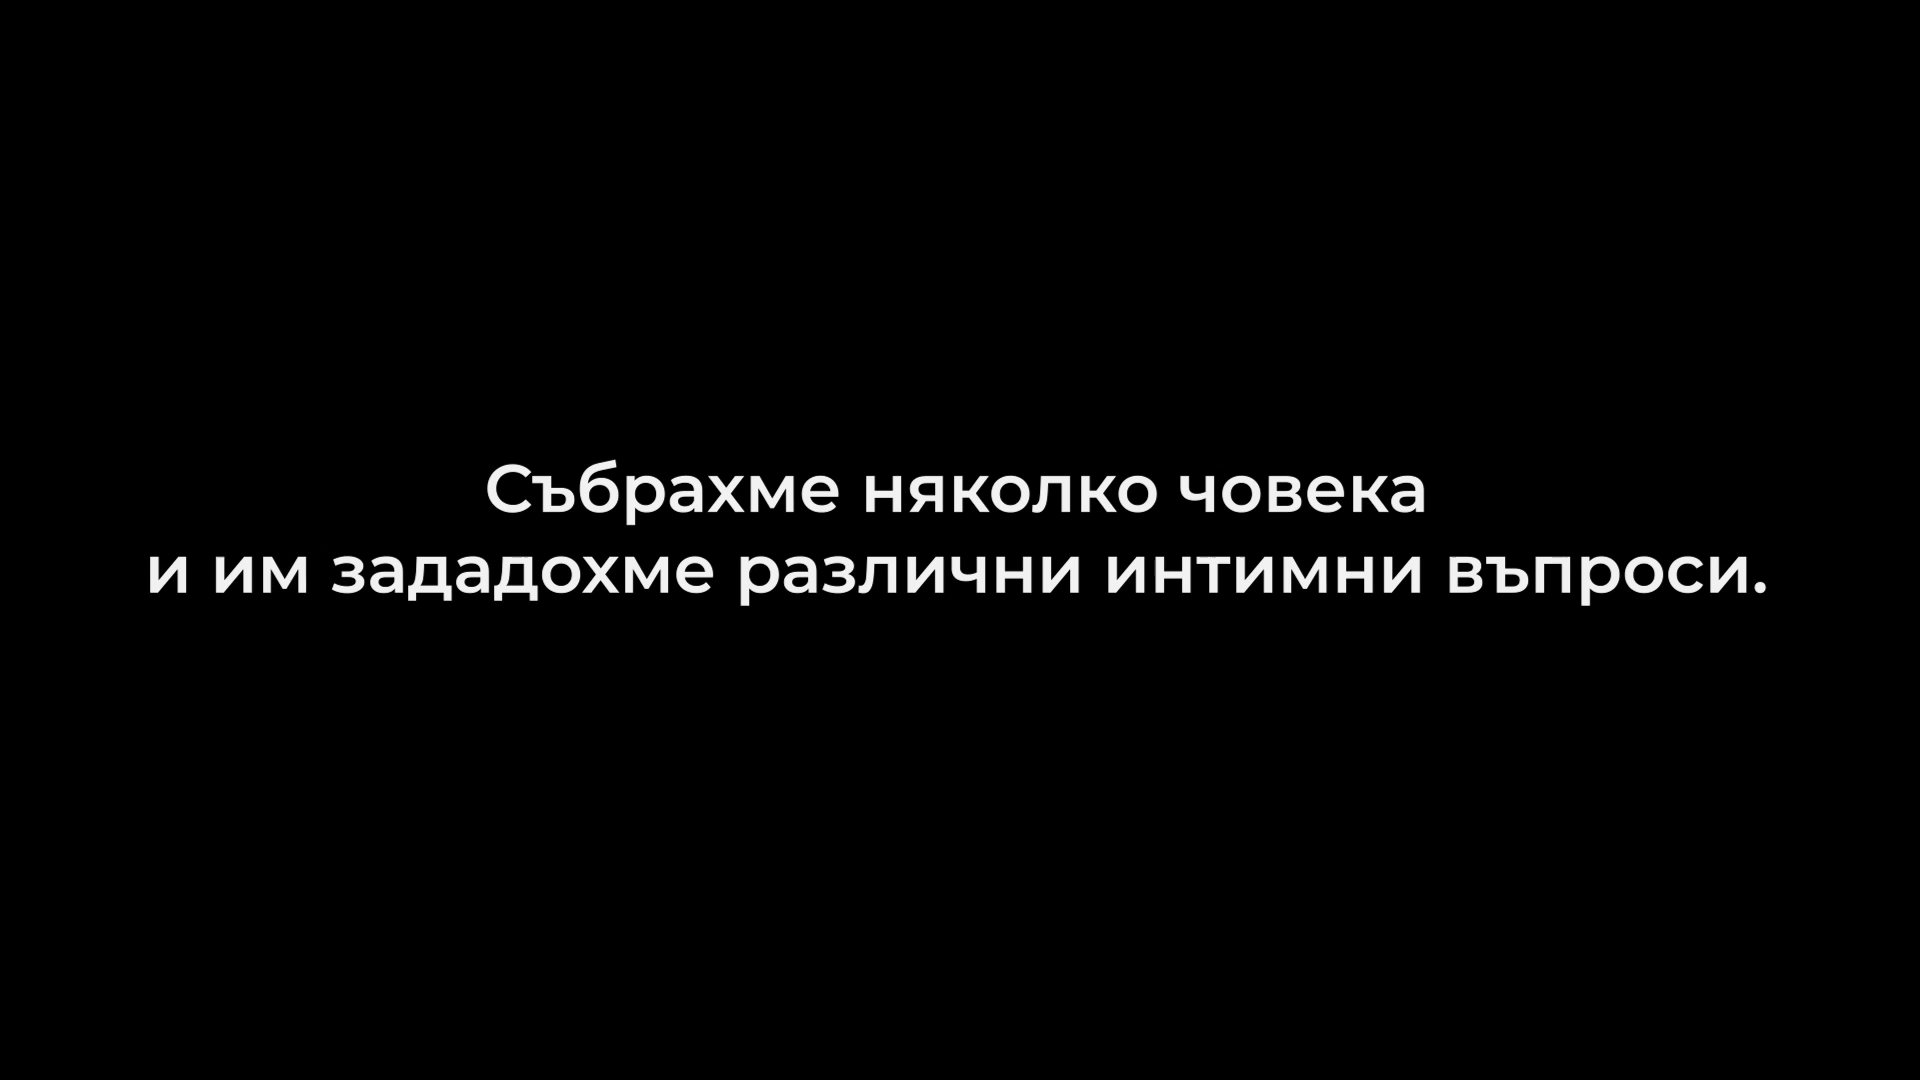 Събрахме няколко човека
и им зададохме различни интимни въпроси.